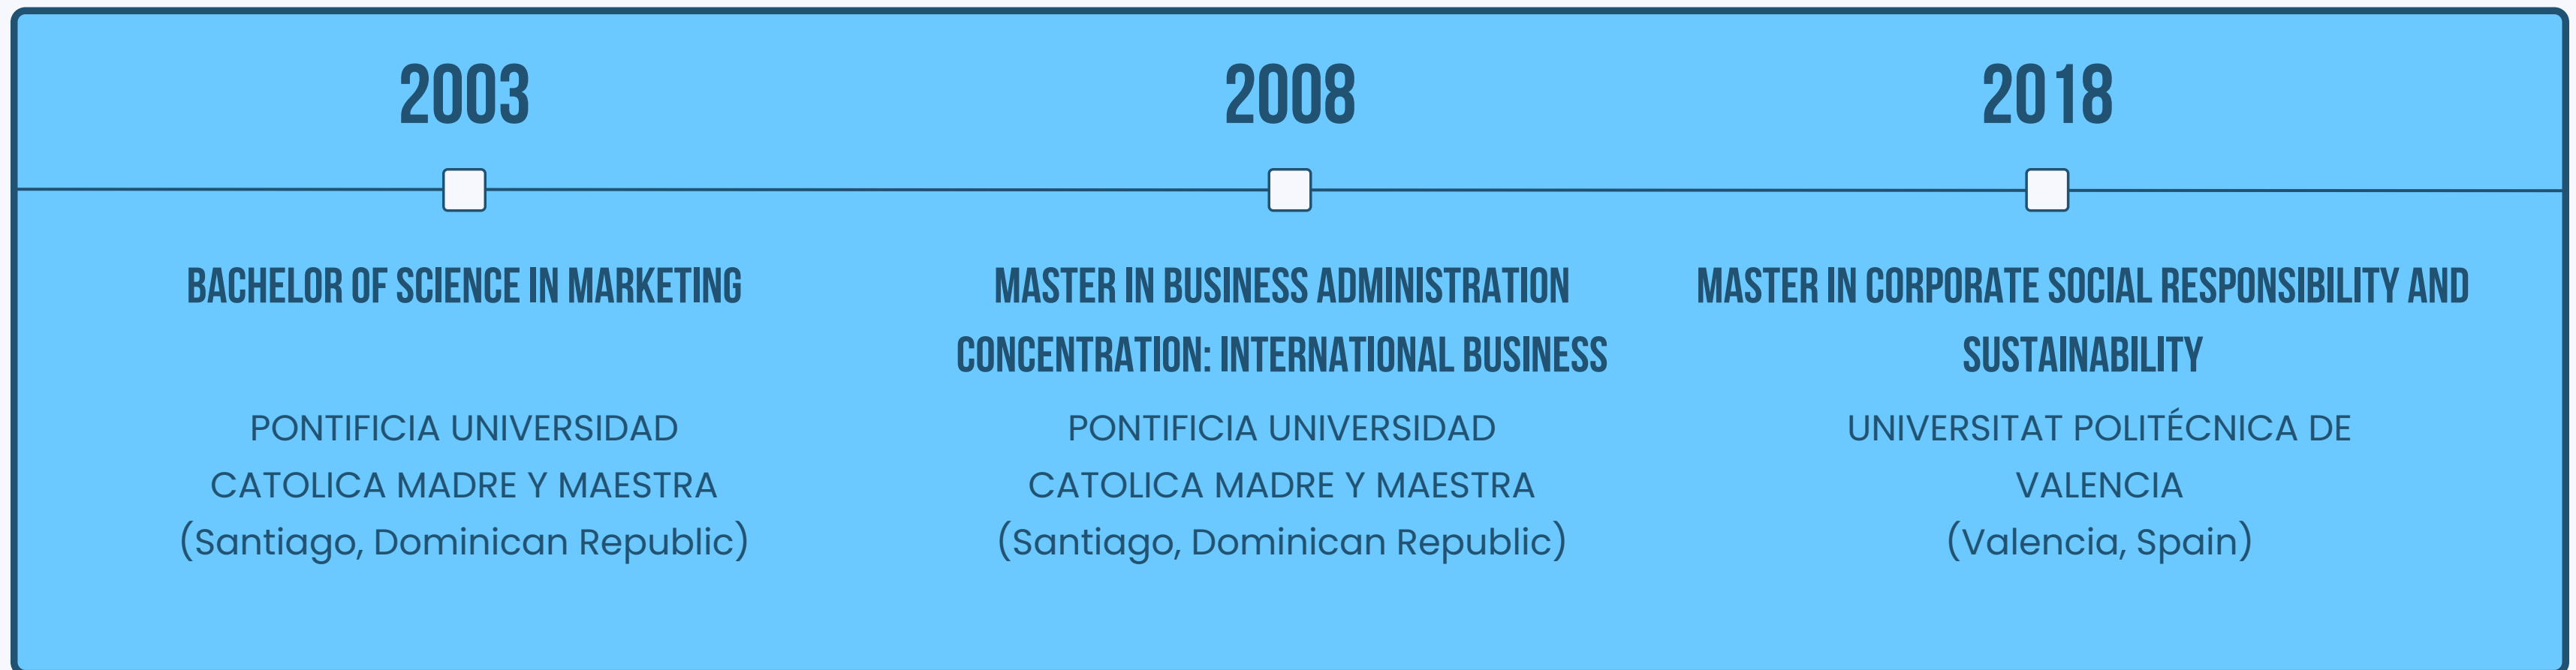 2003
BACHELOR OF SCIENCE IN MARKETING
PONTIFICIA UNIVERSIDAD
CATOLICA MADRE Y MAESTRA
(Santiago, Dominican Republic)
2008
MASTER IN BUSINESS ADMINISTRATION
CONCENTRATION: INTERNATIONAL BUSINESS
PONTIFICIA UNIVERSIDAD
CATOLICA MADRE Y MAESTRA
(Santiago, Dominican Republic)
2018
MASTER IN CORPORATE SOCIAL RESPONSIBILITY AND
SUSTAINABILITY
UNIVERSITAT POLITÉCNICA DE
VALENCIA
(Valencia, Spain)